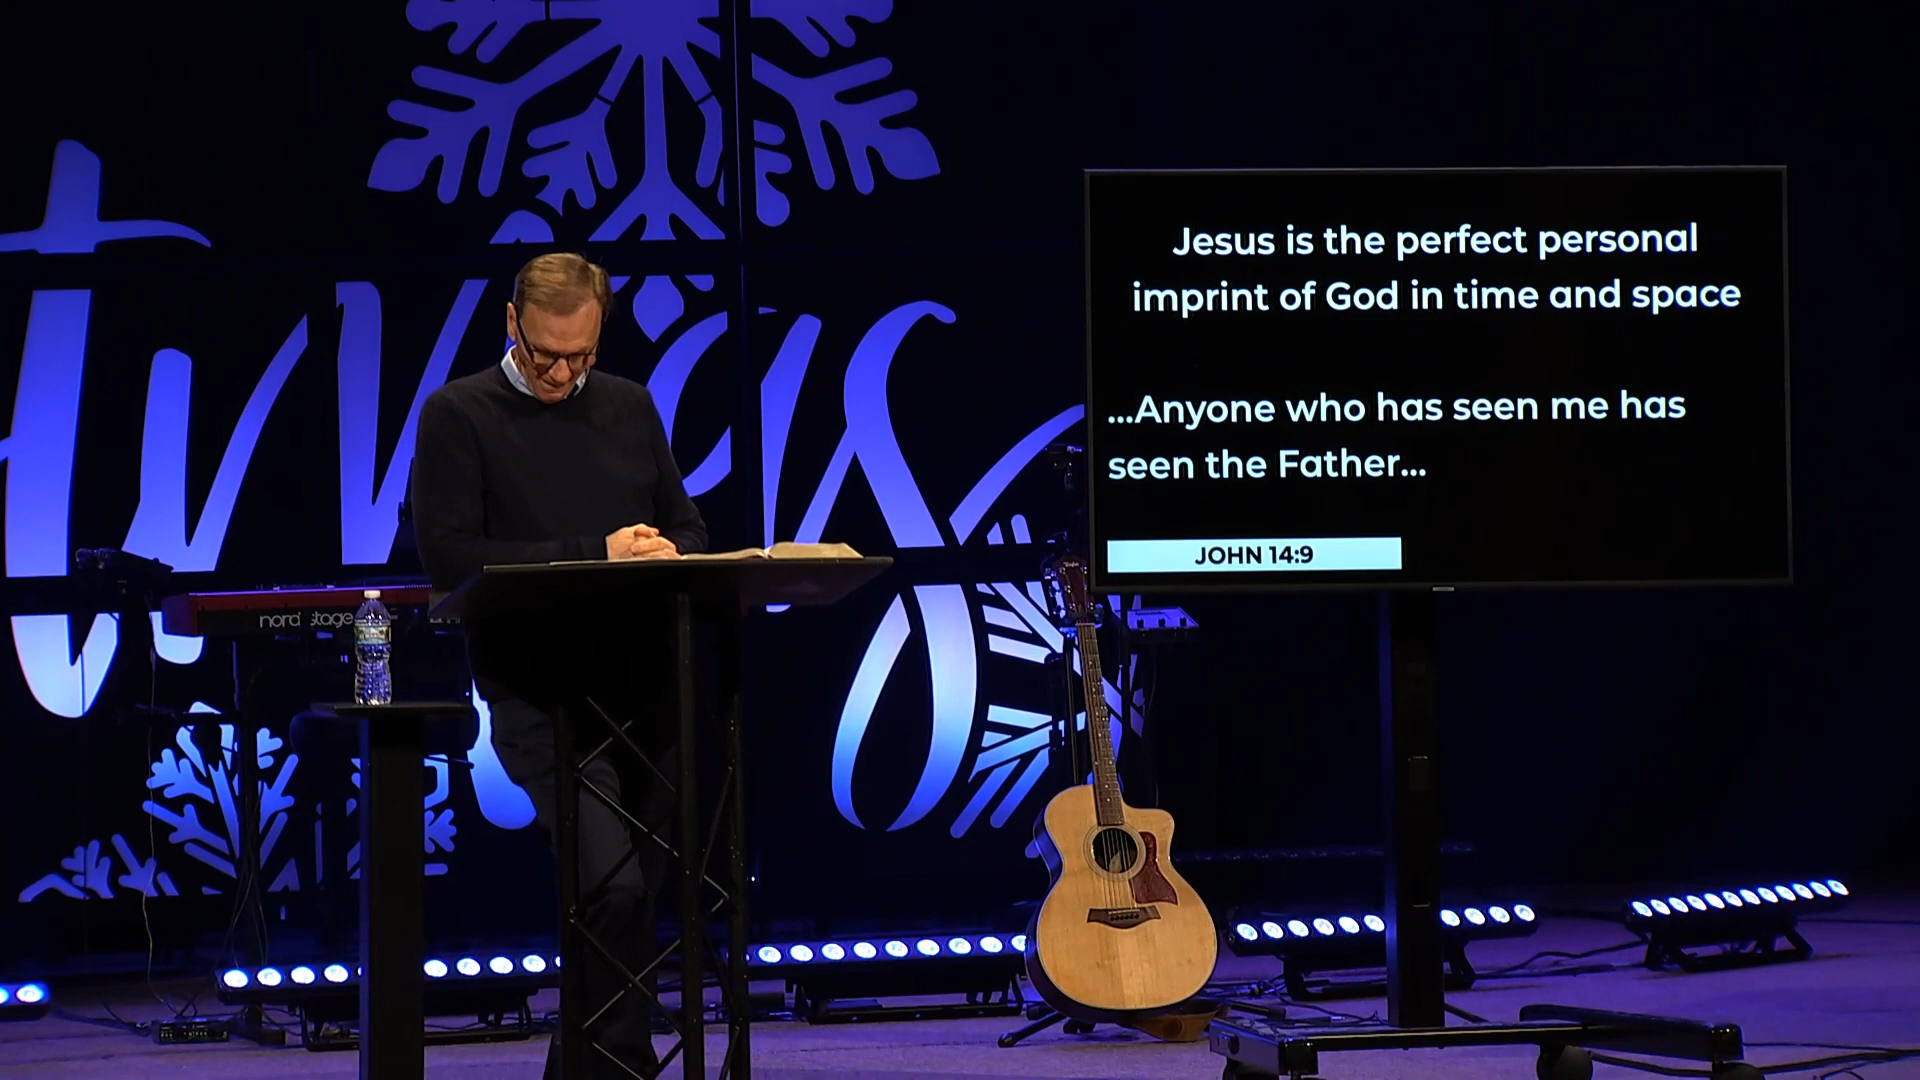 Jesus is the perfect personal
imprint of God in time and space
...Anyone who has seen me has
seen the Father...
JOHN 14:9
nord stage
Taylor